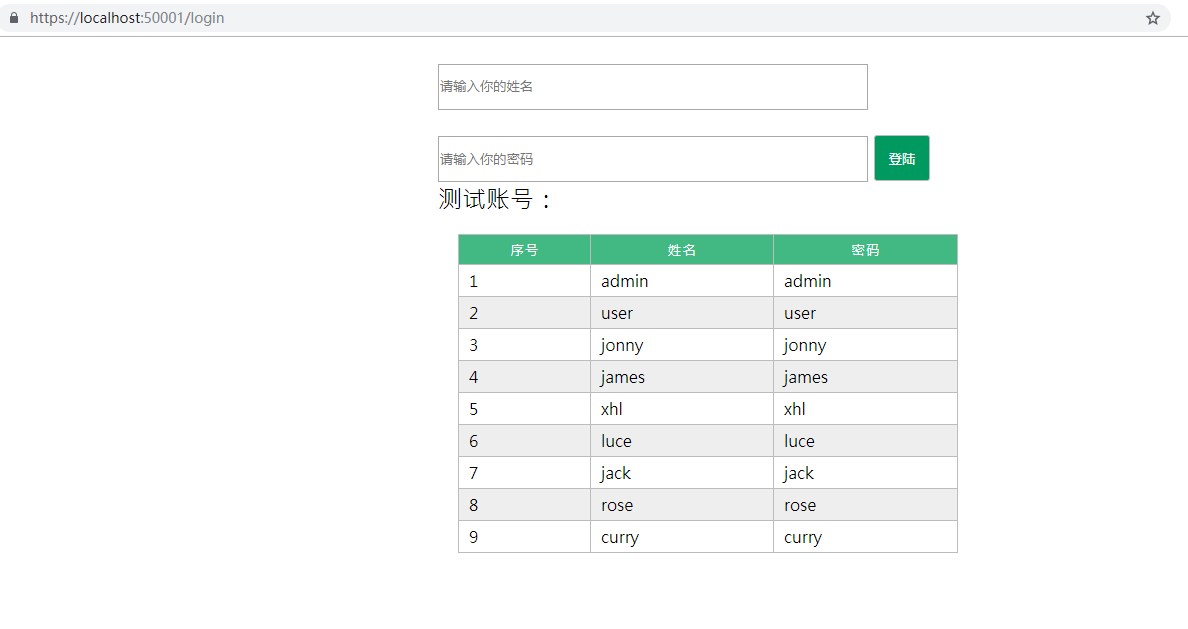 https://localhost:50001/login
请输入你的姓名
请输入你的密码 登陆
测试账号：
序号 姓名 密码
1 admin admin
2 user user
3 jonny jonny
4 james james
5 xhl xhl
6 luce luce
7 jack jack
8 rose rose
9 curry curry